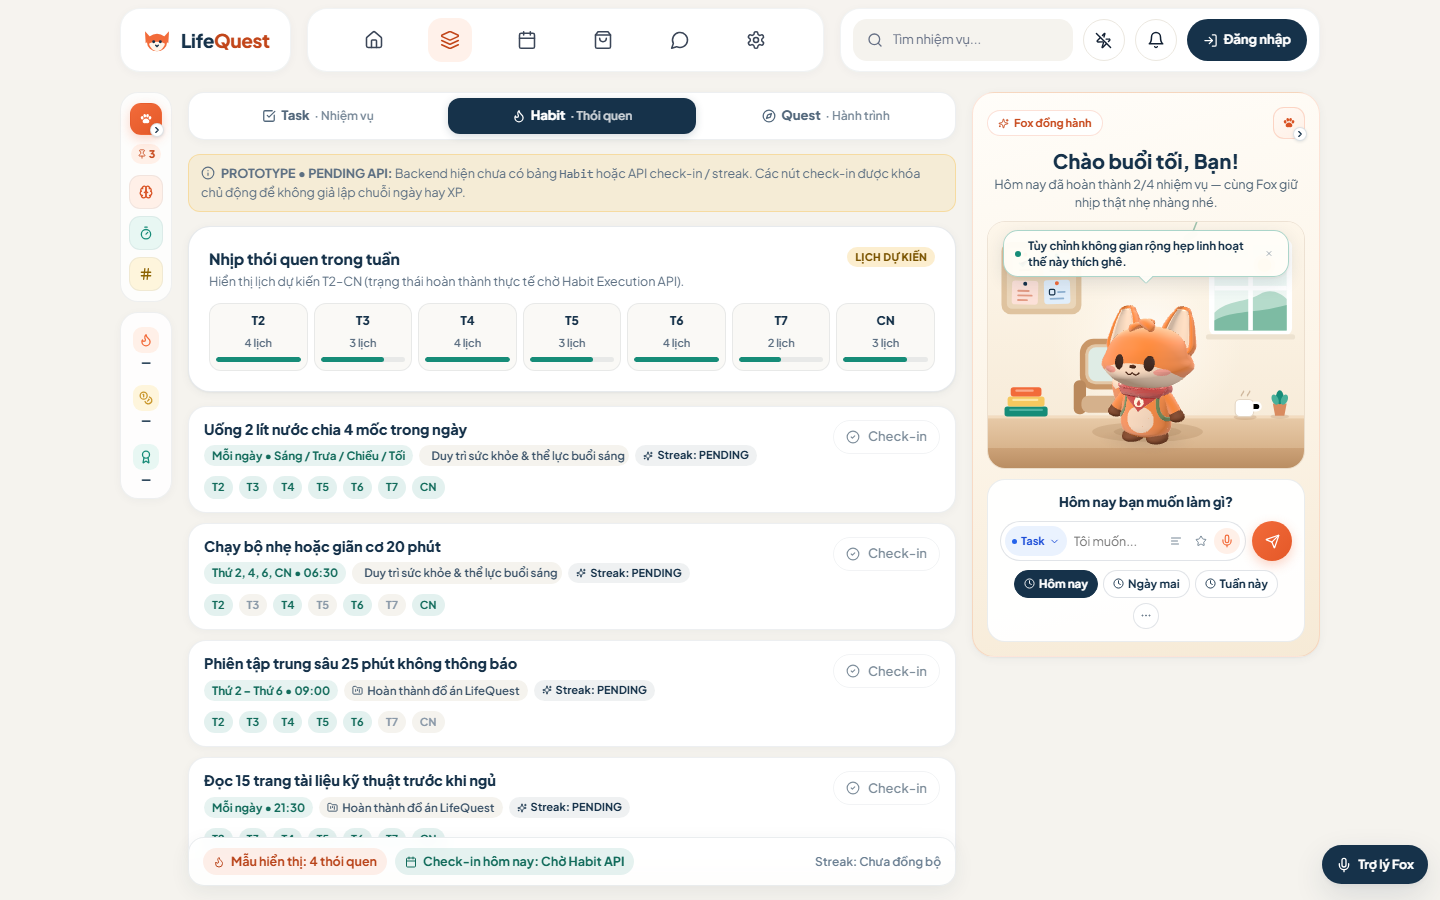 LifeQuest
Tìm nhiệm vụ...
Đăng nhập
3
Task · Nhiệm vụ
Habit · Thói quen
Quest · Hành trình
PROTOTYPE • PENDING API: Backend hiện chưa có bảng Habit hoặc API check-in / streak. Các nút check-in được khóa
chủ động để không giả lập chuỗi ngày hay XP.
Nhịp thói quen trong tuần
LỊCH DỰ KIẾN
Hiển thị lịch dự kiến T2–CN (trạng thái hoàn thành thực tế chờ Habit Execution API).
T2 T3 T4 T5 T6 T7 CN
4 lịch 3 lịch 4 lịch 3 lịch 4 lịch 2 lịch 3 lịch
Uống 2 lít nước chia 4 mốc trong ngày
Check-in
Mỗi ngày • Sáng / Trưa / Chiều / Tối Duy trì sức khỏe & thể lực buổi sáng Streak: PENDING
T2 T3 T4 T5 T6 T7 CN
Chạy bộ nhẹ hoặc giãn cơ 20 phút
Check-in
Thứ 2, 4, 6, CN • 06:30 Duy trì sức khỏe & thể lực buổi sáng Streak: PENDING
T2 T3 T4 T5 T6 T7 CN
Phiên tập trung sâu 25 phút không thông báo
Check-in
Thứ 2 – Thứ 6 • 09:00 Hoàn thành đồ án LifeQuest Streak: PENDING
T2 T3 T4 T5 T6 T7 CN
Đọc 15 trang tài liệu kỹ thuật trước khi ngủ
Check-in
Mỗi ngày • 21:30 Hoàn thành đồ án LifeQuest Streak: PENDING
T2 T3 T4 T5 T6 T7 CN
Mẫu hiển thị: 4 thói quen
Check-in hôm nay: Chờ Habit API
Streak: Chưa đồng bộ
Fox đồng hành
Chào buổi tối, Bạn!
Hôm nay đã hoàn thành 2/4 nhiệm vụ — cùng Fox giữ
nhịp thật nhẹ nhàng nhé.
Tùy chỉnh không gian rộng hẹp linh hoạt
thế này thích ghê.
Hôm nay bạn muốn làm gì?
Task
Tôi muốn...
Hôm nay
Ngày mai
Tuần này
Trợ lý Fox